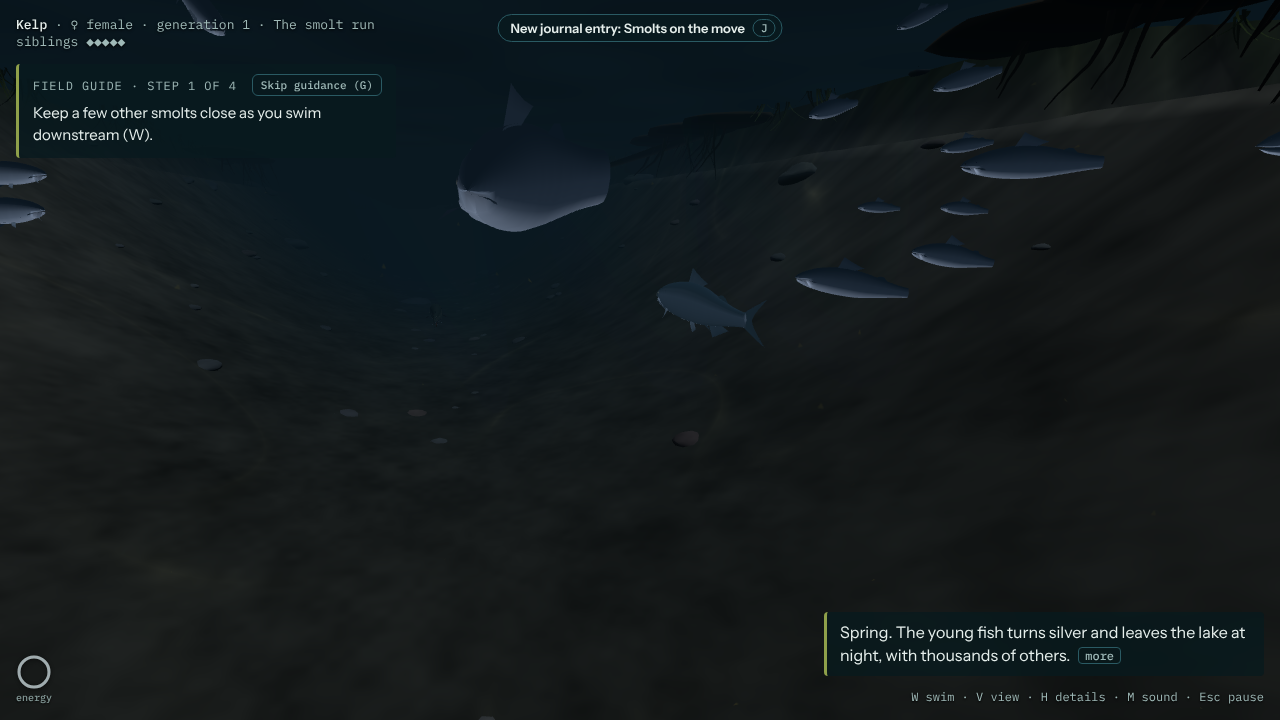 Kelp · ♀ female · generation 1 · The smolt run
siblings ◆◆◆◆◆
New journal entry: Smolts on the move J
FIELD GUIDE · STEP 1 OF 4 Skip guidance (G)
Keep a few other smolts close as you swim
downstream (W).
Spring. The young fish turns silver and leaves the lake at
night, with thousands of others. more
energy
W swim · V view · H details · M sound · Esc pause